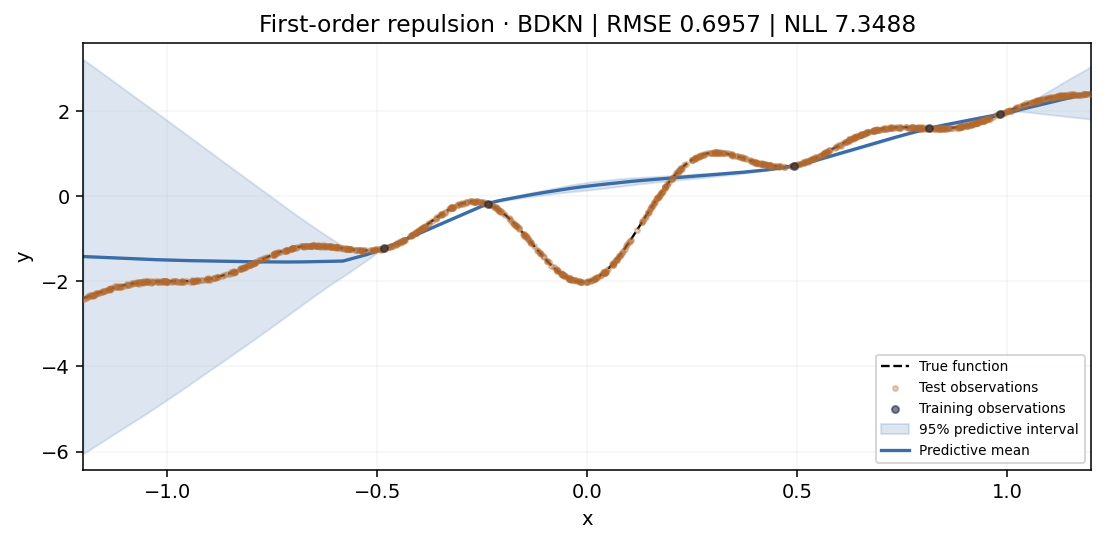 First-order repulsion · BDKN | RMSE 0.6957 | NLL 7.3488
2
0
−2
−4
−6
y
−1.0
−0.5
0.0
0.5
1.0
x
True function
Test observations
Training observations
95% predictive interval
Predictive mean